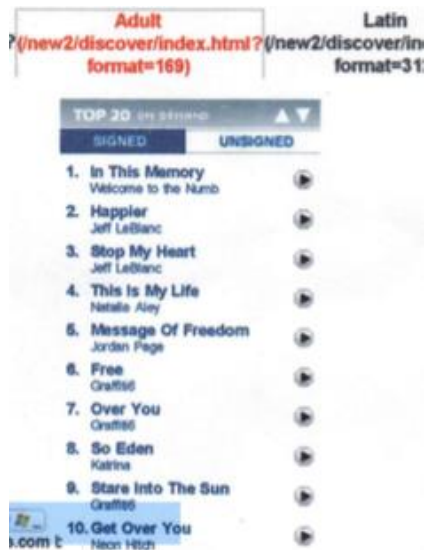 Adult
Latin
?(/new2/discover/index.html?
(/new2/discover/in
format=169)
format=31
TOP 20 ON DEMAND
SIGNED
UNSIGNED
1. In This Memory
Welcome to the Numb
2. Happier
Jeff LeBlanc
3. Stop My Heart
Jeff LeBlanc
4. This Is My Life
Natalia Aley
5. Message Of Freedom
Jordan Page
6. Free
Graffiti6
7. Over You
Graffiti6
8. So Eden
Katrina
9. Stare Into The Sun
Graffiti6
10. Get Over You
Neon Hitch